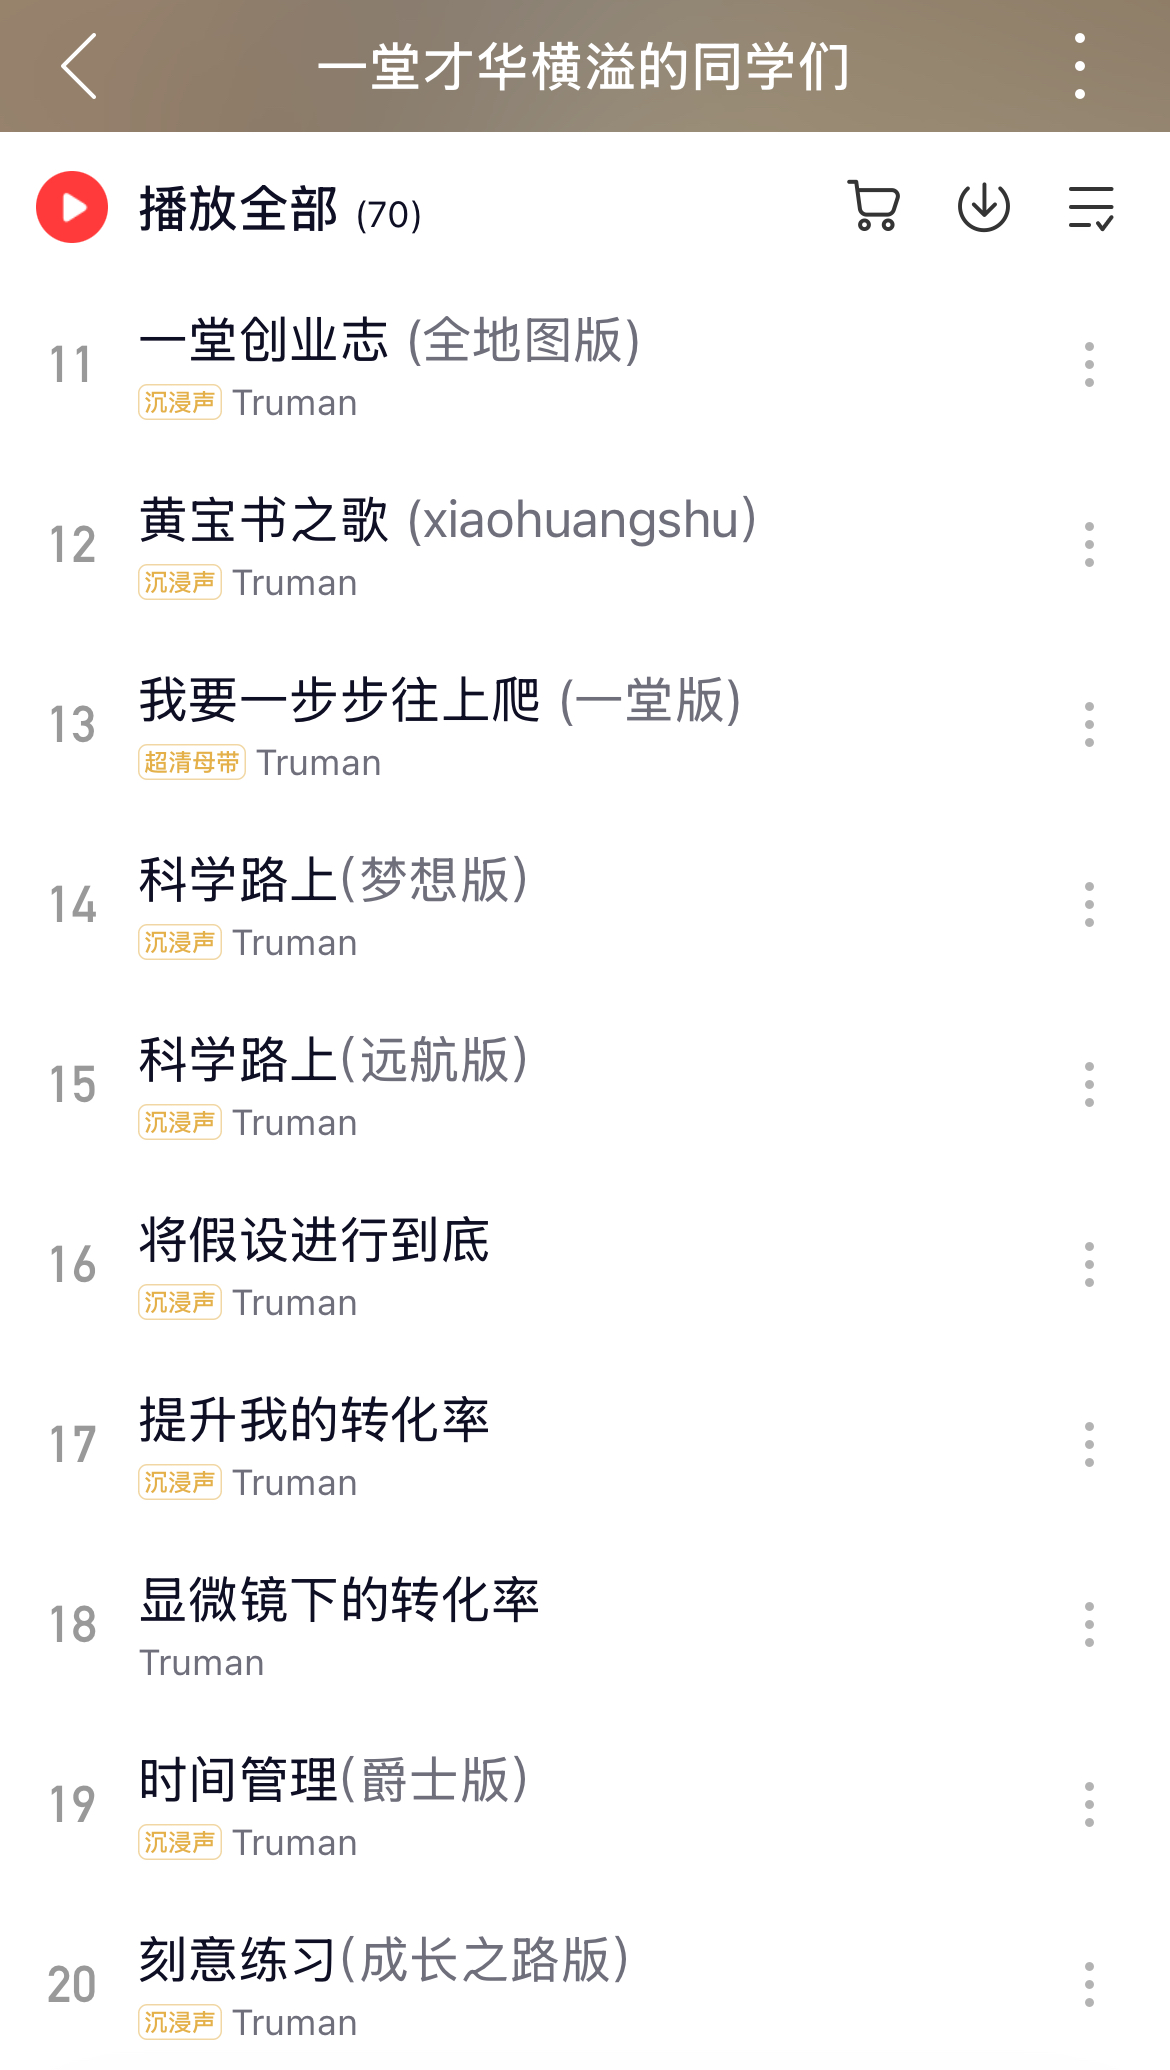 一堂才华横溢的同学们
播放全部 (70)
11
一堂创业志 (全地图版)
沉浸声 Truman
12
黄宝书之歌 (xiaohuangshu)
沉浸声 Truman
13
我要一步步往上爬 (一堂版)
超清母带 Truman
14
科学路上(梦想版)
沉浸声 Truman
15
科学路上(远航版)
沉浸声 Truman
16
将假设进行到底
沉浸声 Truman
17
提升我的转化率
沉浸声 Truman
18
显微镜下的转化率
Truman
19
时间管理(爵士版)
沉浸声 Truman
20
刻意练习(成长之路版)
沉浸声 Truman